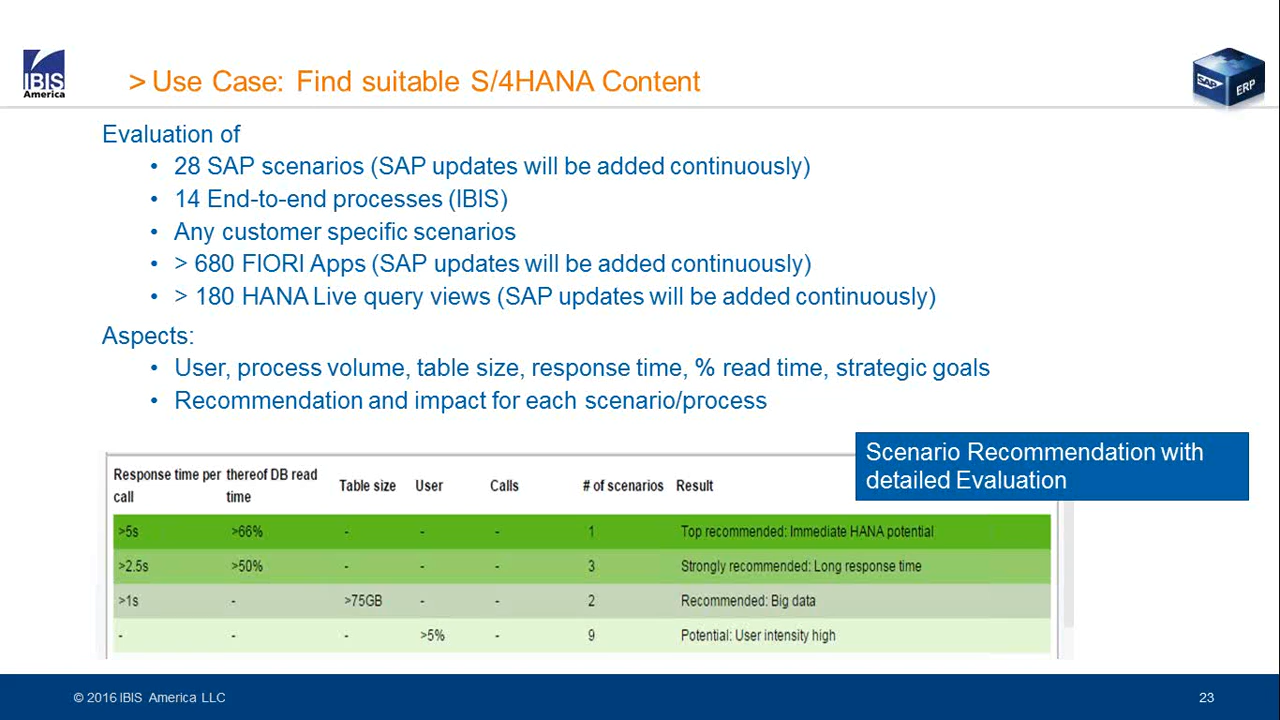 IBIS
America
> Use Case: Find suitable S/4HANA Content
SAP ERP
Evaluation of
• 28 SAP scenarios (SAP updates will be added continuously)
• 14 End-to-end processes (IBIS)
• Any customer specific scenarios
• > 680 FIORI Apps (SAP updates will be added continuously)
• > 180 HANA Live query views (SAP updates will be added continuously)
Aspects:
• User, process volume, table size, response time, % read time, strategic goals
• Recommendation and impact for each scenario/process
Scenario Recommendation with
detailed Evaluation
Response time per call thereof DB read time Table size User Calls # of scenarios Result
>5s >66% - - - 1 Top recommended: Immediate HANA potential
>2.5s >50% - - - 3 Strongly recommended: Long response time
>1s - >75GB - - 2 Recommended: Big data
- - - >5% - 9 Potential: User intensity high
© 2016 IBIS America LLC
23